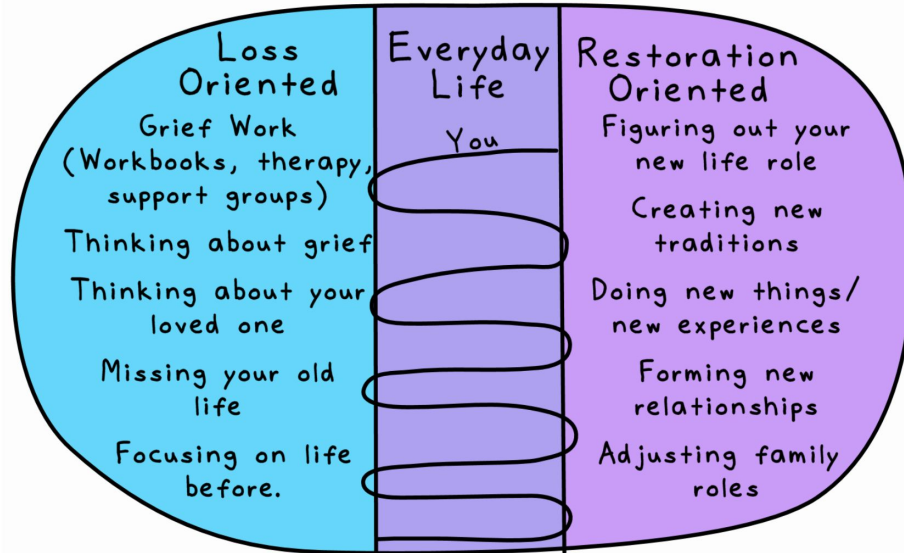 Loss
Oriented
Grief Work
(Workbooks, therapy,
support groups)
Thinking about grief
Thinking about your
loved one
Missing your old
life
Focusing on life
before.
Everyday
Life
You
Restoration
Oriented
Figuring out your
new life role
Creating new
traditions
Doing new things/
new experiences
Forming new
relationships
Adjusting family
roles